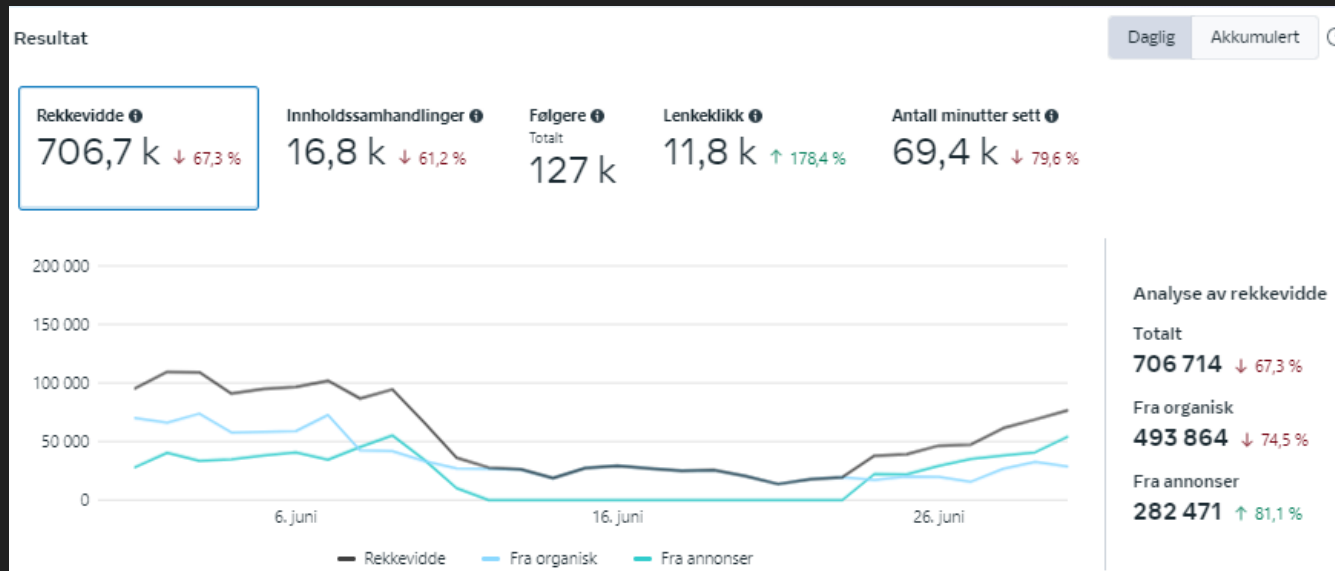 Resultat
Daglig
Akkumulert
Rekkevidde
706,7 k ↓ 67,3 %
Innholdssamhandlinger
16,8 k ↓ 61,2 %
Følgere
Totalt
127 k
Lenkeklikk
11,8 k ↑ 178,4 %
Antall minutter sett
69,4 k ↓ 79,6 %
200 000
150 000
100 000
50 000
0
6. juni
16. juni
26. juni
Rekkevidde
Fra organisk
Fra annonser
Analyse av rekkevidde
Totalt
706 714 ↓ 67,3 %
Fra organisk
493 864 ↓ 74,5 %
Fra annonser
282 471 ↑ 81,1 %